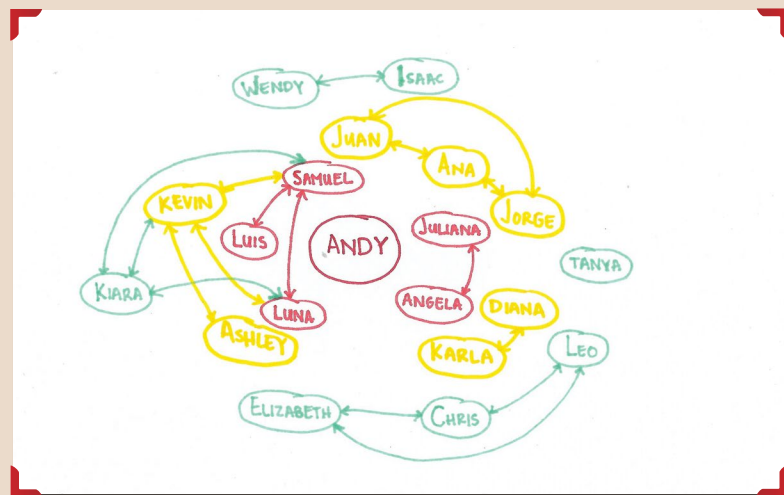 WENDY
ISAAC
JUAN
ANA
SAMUEL
KEVIN
JORGE
LUIS
ANDY
JULIANA
TANYA
KIARA
LUNA
ANGELA
DIANA
ASHLEY
KARLA
LEO
ELIZABETH
CHRIS